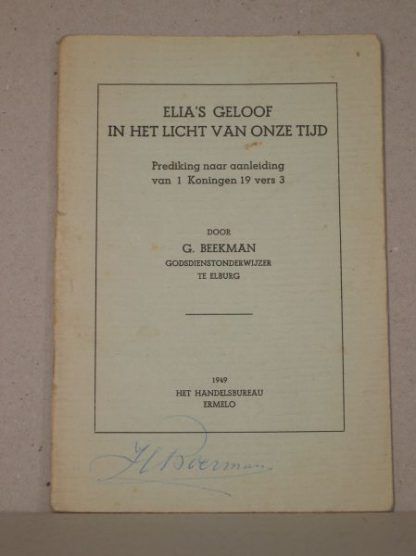 ELIA'S GELOOF
IN HET LICHT VAN ONZE TIJD
Prediking naar aanleiding
van 1 Koningen 19 vers 3
DOOR
G. BEEKMAN
GODSDIENSTONDERWIJZER
TE ELBURG
1949
HET HANDELSBUREAU
ERMELO